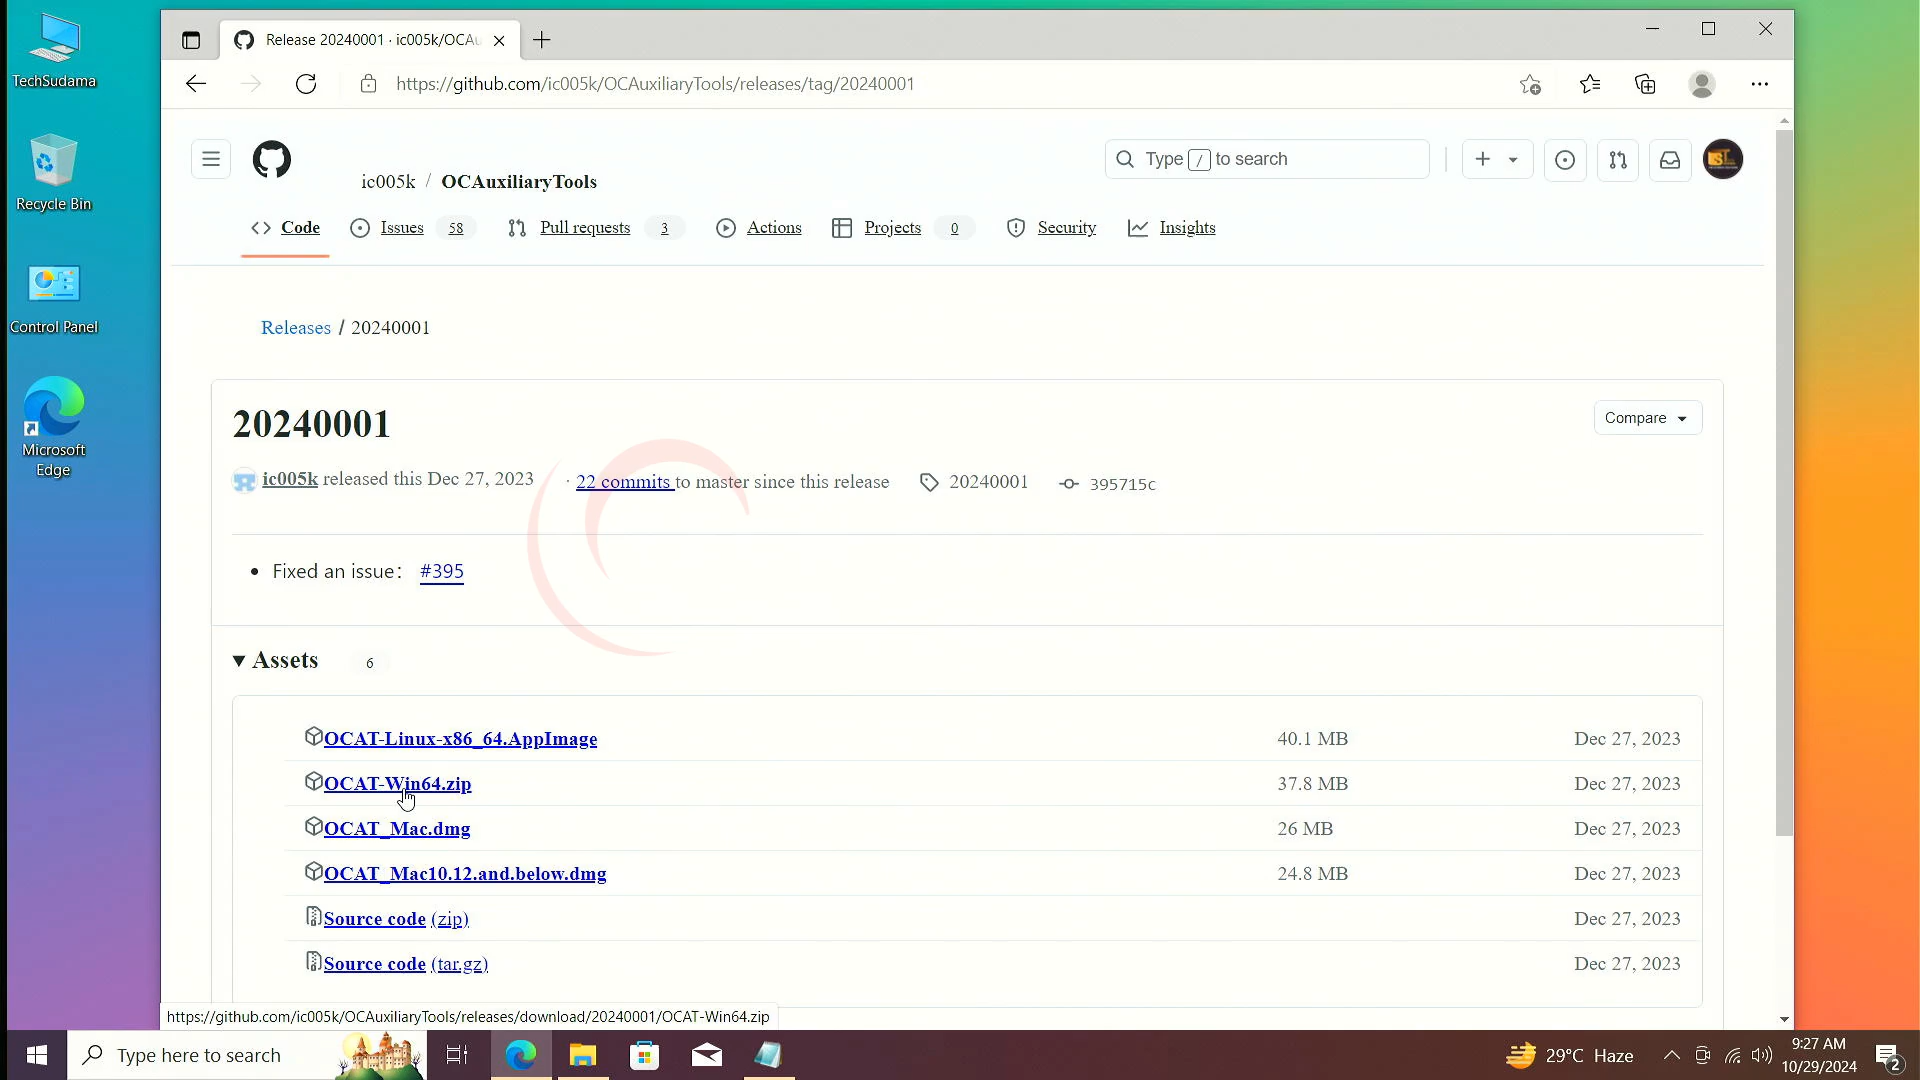 TechSudama
Recycle Bin
Control Panel
Microsoft
Edge
Release 20240001 · ic005k/OCAu
https://github.com/ic005k/OCAuxiliaryTools/releases/tag/20240001
Type / to search
ic005k / OCAuxiliaryTools
Code
Issues 58
Pull requests 3
Actions
Projects 0
Security
Insights
Releases / 20240001
20240001
Compare
ic005k released this Dec 27, 2023 · 22 commits to master since this release 20240001 395715c
• Fixed an issue： #395
Assets 6
OCAT-Linux-x86_64.AppImage 40.1 MB Dec 27, 2023
OCAT-Win64.zip 37.8 MB Dec 27, 2023
OCAT_Mac.dmg 26 MB Dec 27, 2023
OCAT_Mac10.12.and.below.dmg 24.8 MB Dec 27, 2023
Source code (zip) Dec 27, 2023
Source code (tar.gz) Dec 27, 2023
https://github.com/ic005k/OCAuxiliaryTools/releases/download/20240001/OCAT-Win64.zip
Type here to search
29°C Haze
9:27 AM
10/29/2024
2